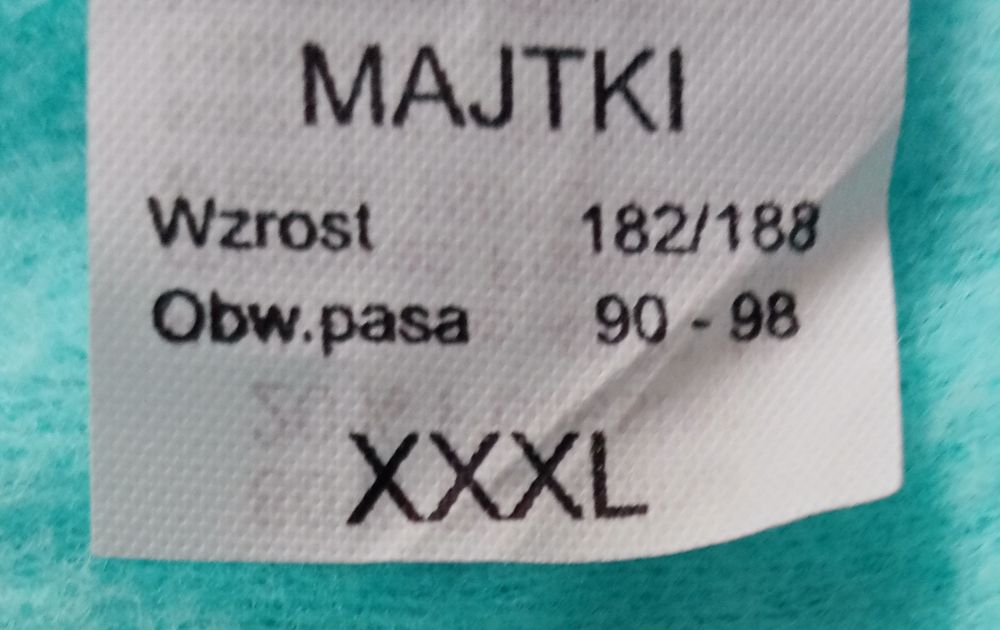 MAJTKI
Wzrost 182/188
Obw.pasa 90 - 98
XXXL